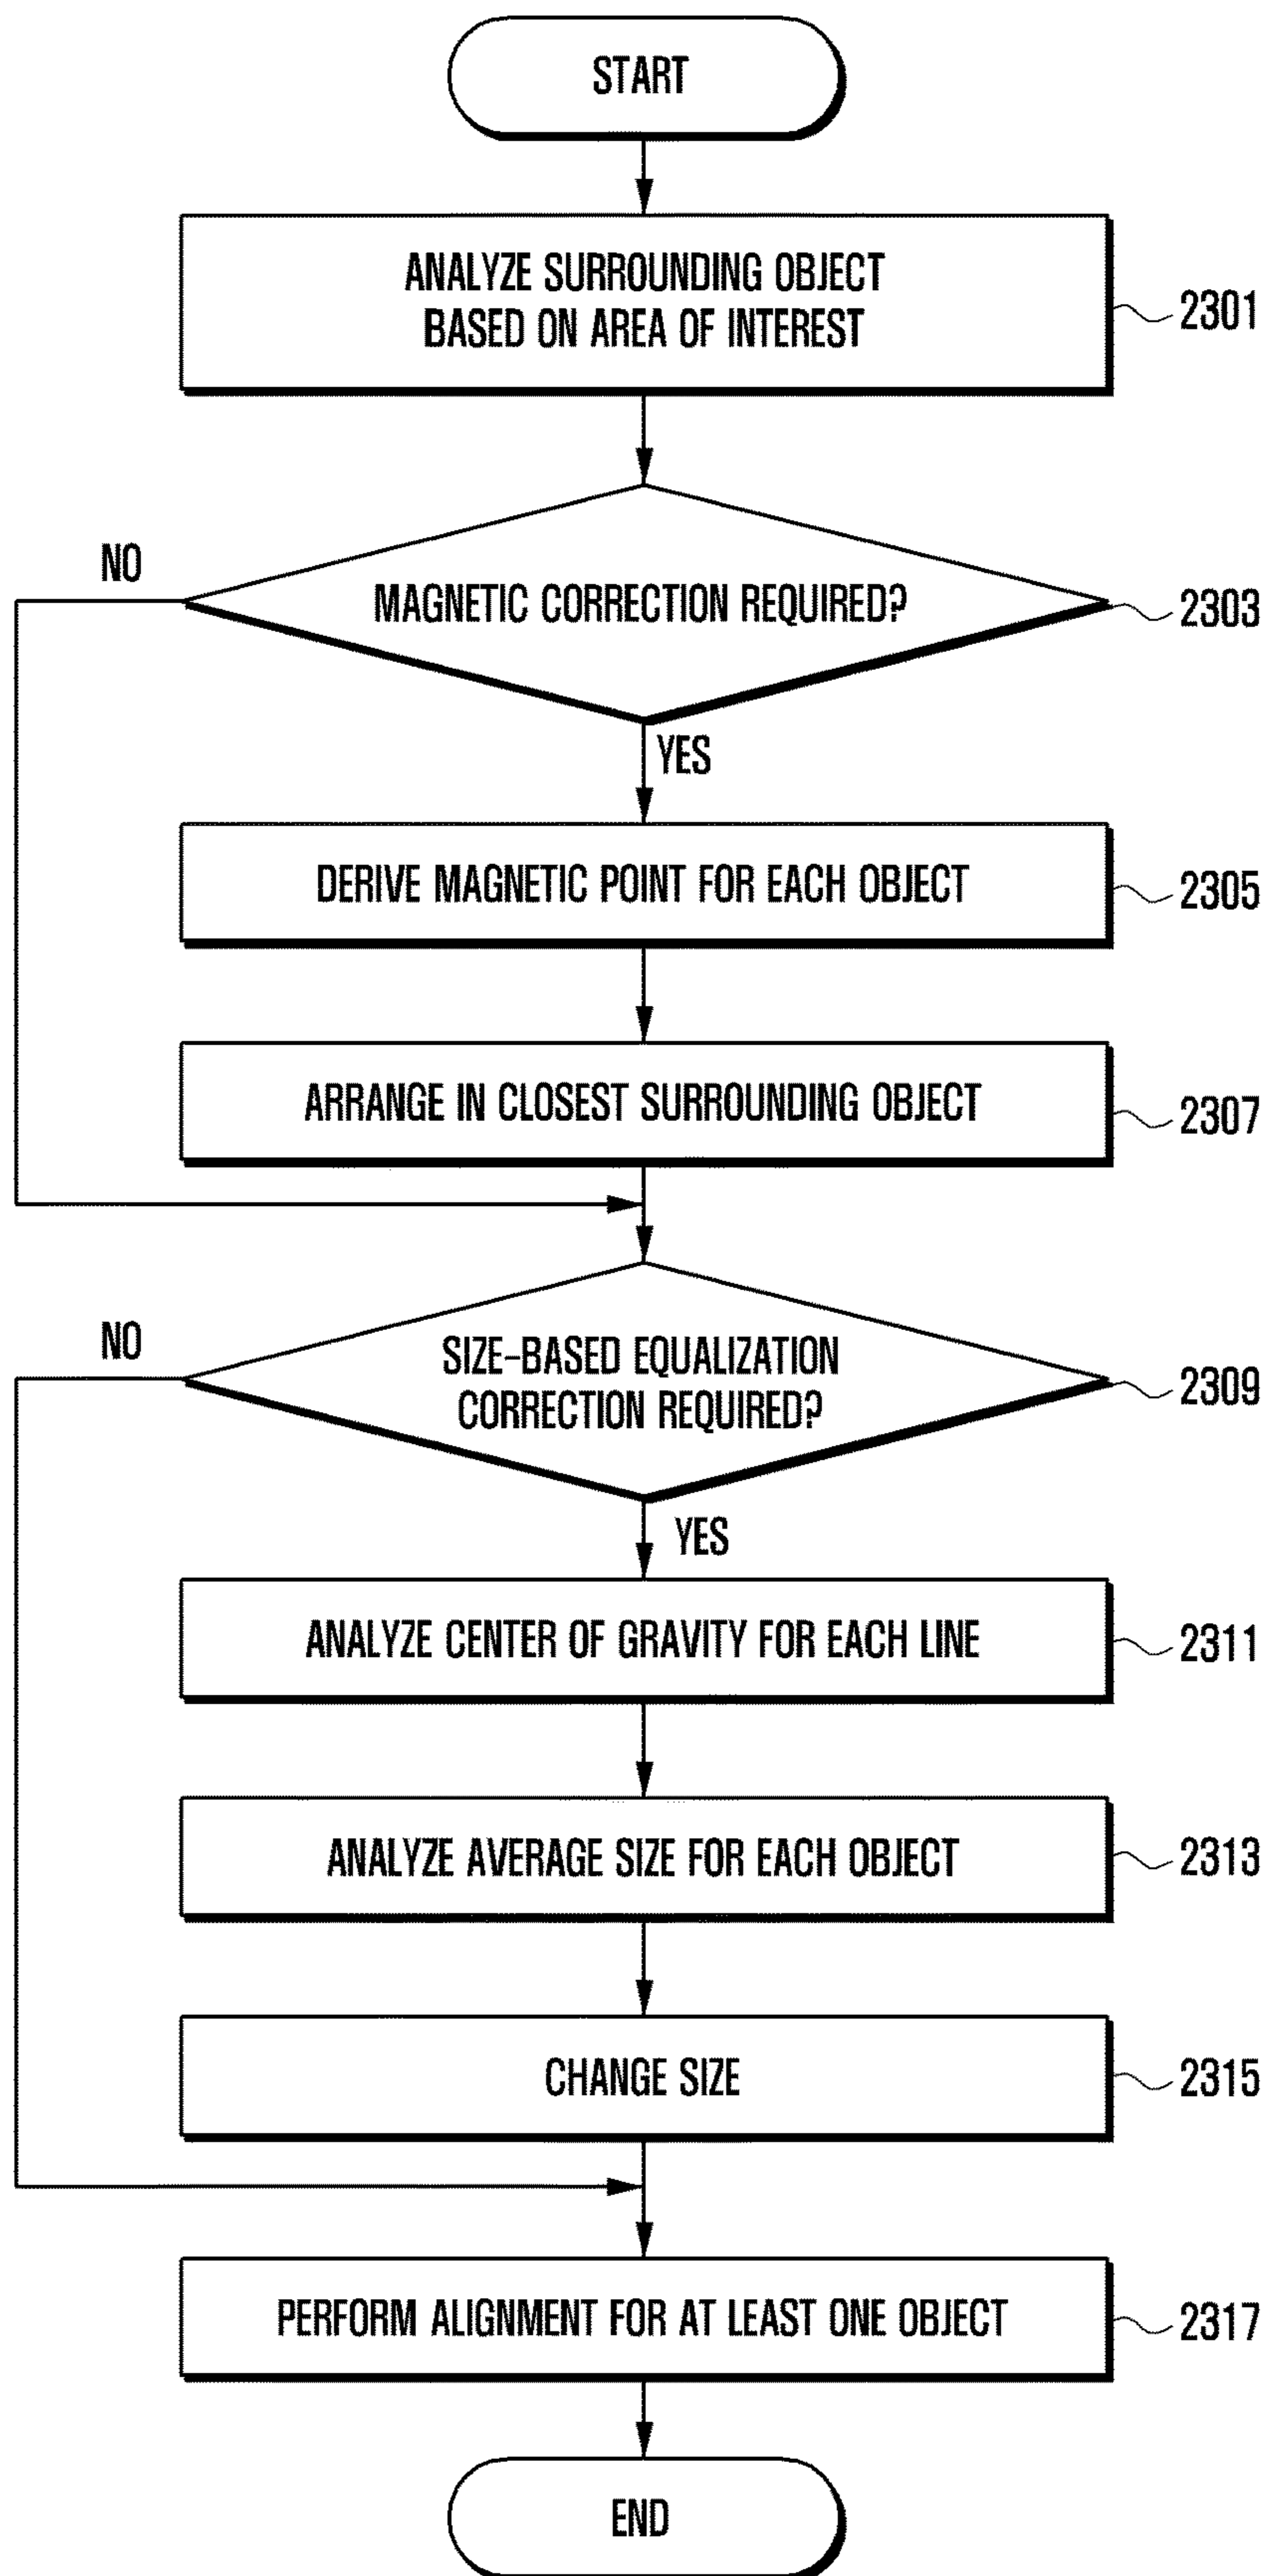 START
ANALYZE SURROUNDING OBJECT
BASED ON AREA OF INTEREST
2301
NO
MAGNETIC CORRECTION REQUIRED?
2303
YES
DERIVE MAGNETIC POINT FOR EACH OBJECT
2305
ARRANGE IN CLOSEST SURROUNDING OBJECT
2307
NO
SIZE-BASED EQUALIZATION
CORRECTION REQUIRED?
2309
YES
ANALYZE CENTER OF GRAVITY FOR EACH LINE
2311
ANALYZE AVERAGE SIZE FOR EACH OBJECT
2313
CHANGE SIZE
2315
PERFORM ALIGNMENT FOR AT LEAST ONE OBJECT
2317
END